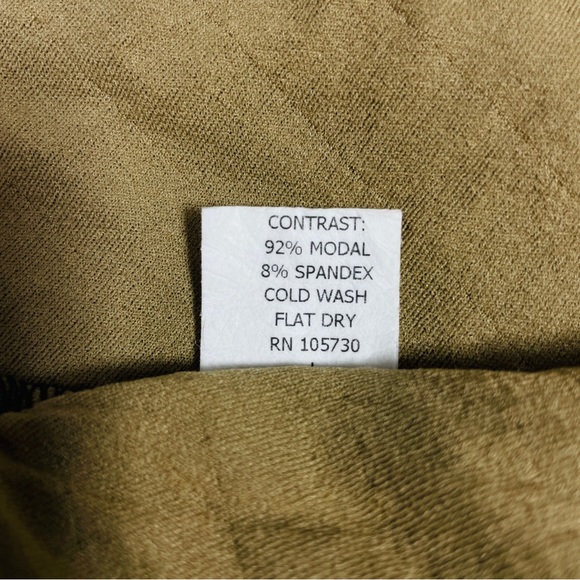 CONTRAST:
92% MODAL
8% SPANDEX
COLD WASH
FLAT DRY
RN 105730